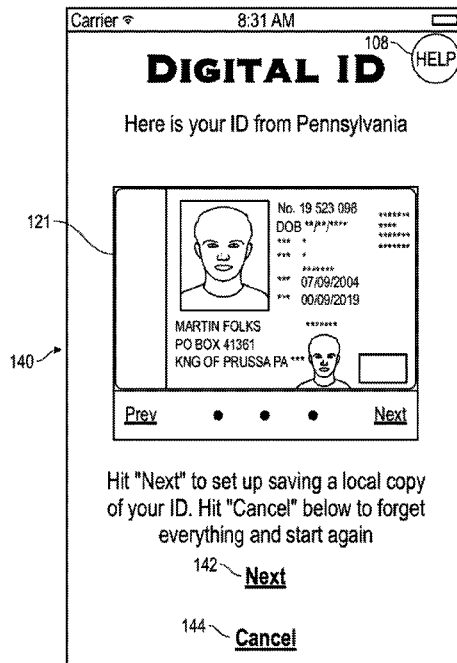 Carrier 8:31 AM
108 HELP
DIGITAL ID
Here is your ID from Pennsylvania
121
No. 19 523 098
DOB **/**/****
*******
****
*******
*******
*** *
*** *
*******
*** 07/09/2004
*** 00/09/2019
MARTIN FOLKS
PO BOX 41361
KNG OF PRUSSA PA ***
*******
140
Prev Next
Hit "Next" to set up saving a local copy
of your ID. Hit "Cancel" below to forget
everything and start again
142 Next
144 Cancel